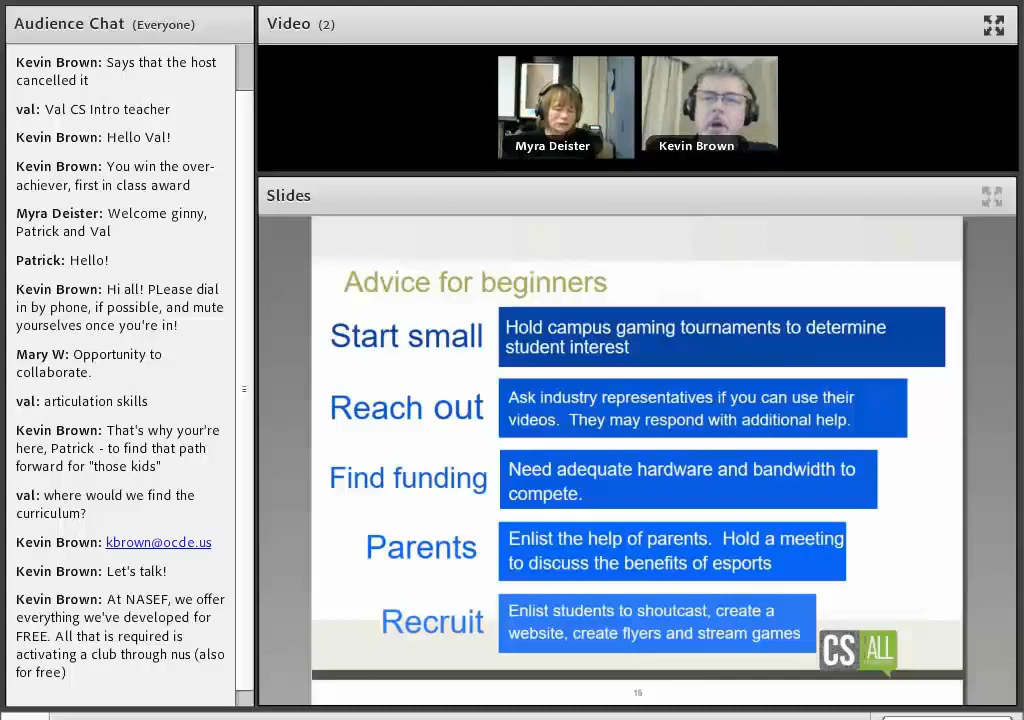 Audience Chat (Everyone)
Kevin Brown: Says that the host
cancelled it
val: Val CS Intro teacher
Kevin Brown: Hello Val!
Kevin Brown: You win the over-
achiever, first in class award
Myra Deister: Welcome ginny,
Patrick and Val
Patrick: Hello!
Kevin Brown: Hi all! PLease dial
in by phone, if possible, and mute
yourselves once you're in!
Mary W: Opportunity to
collaborate.
val: articulation skills
Kevin Brown: That's why your're
here, Patrick - to find that path
forward for "those kids"
val: where would we find the
curriculum?
Kevin Brown: kbrown@ocde.us
Kevin Brown: Let's talk!
Kevin Brown: At NASEF, we offer
everything we've developed for
FREE. All that is required is
activating a club through nus (also
for free)
Video (2)
Myra Deister
Kevin Brown
Slides
Advice for beginners
Start small
Hold campus gaming tournaments to determine
student interest
Reach out
Ask industry representatives if you can use their
videos. They may respond with additional help.
Find funding
Need adequate hardware and bandwidth to
compete.
Parents
Enlist the help of parents. Hold a meeting
to discuss the benefits of esports
Recruit
Enlist students to shoutcast, create a
website, create flyers and stream games
CS ALL
16